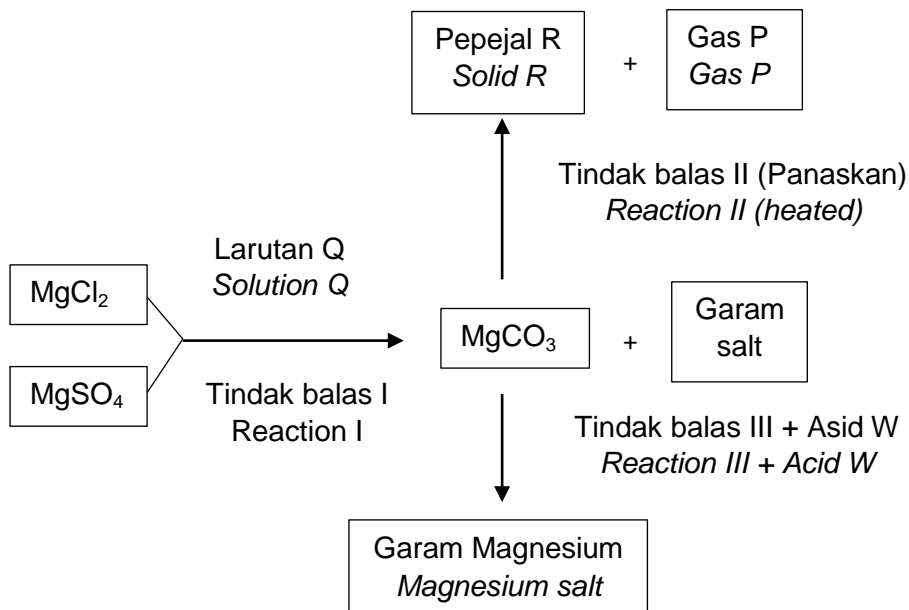 Pepejal R
Solid R
+
Gas P
Gas P
Tindak balas II (Panaskan)
Reaction II (heated)
Larutan Q
Solution Q
MgCl₂
MgSO₄
Tindak balas I
Reaction I
MgCO₃
+
Garam
salt
Tindak balas III + Asid W
Reaction III + Acid W
Garam Magnesium
Magnesium salt